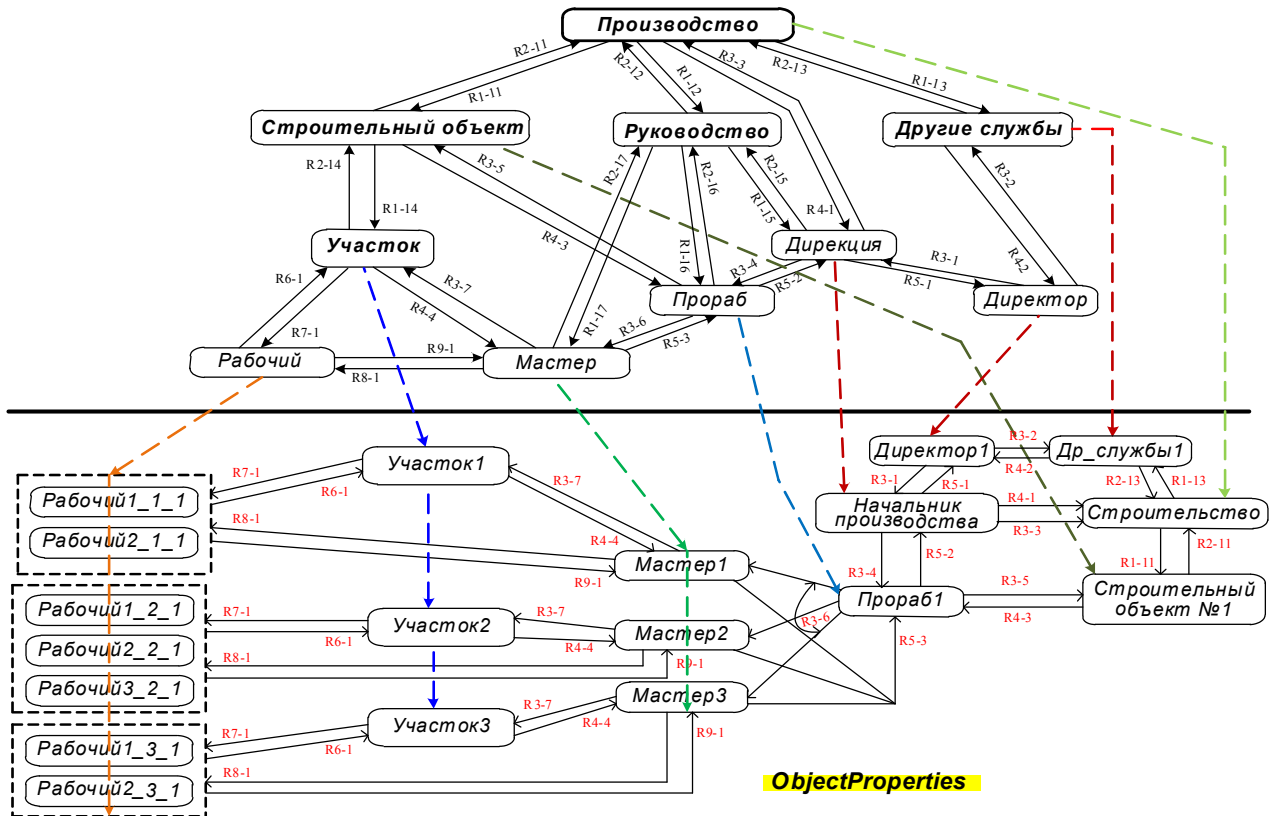 Производство
R2-11
R1-11
R2-12
R1-12
R3-3
R2-13
R1-13
Строительный объект
Руководство
Другие службы
R2-14
R1-14
R3-5
R4-3
R2-17
R1-17
R2-16
R1-16
R2-15
R1-15
R4-1
R3-2
R4-2
Участок
Дирекция
R6-1
R7-1
R3-7
R4-4
R3-4
R5-2
R3-1
R5-1
Прораб
Директор
R3-6
R5-3
Рабочий
R9-1
R8-1
Мастер
Участок1
Директор1
R3-2
R4-2
Др_службы1
R7-1
R6-1
R3-7
R3-1
R5-1
R2-13
R1-13
Рабочий1_1_1
Начальник
производства
R4-1
R3-3
Строительство
R8-1
Рабочий2_1_1
R4-4
R9-1
Мастер1
R3-4
R5-2
R1-11
R2-11
Прораб1
R3-5
R4-3
Строительный
объект №1
Рабочий1_2_1
R7-1
R6-1
Участок2
R3-7
R4-4
Мастер2
R3-6
R5-3
Рабочий2_2_1
R8-1
R9-1
Рабочий3_2_1
Мастер3
R3-7
R4-4
R9-1
Участок3
Рабочий1_3_1
R7-1
R6-1
R8-1
Рабочий2_3_1
ObjectProperties